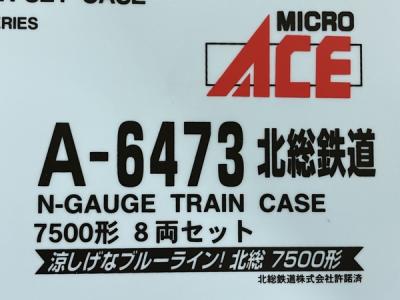 SERIES
MICRO
ACE
A-6473 北総鉄道
N-GAUGE TRAIN CASE
7500形 8両セット
涼しげなブルーライン! 北総 7500形
北総鉄道株式会社許諾済